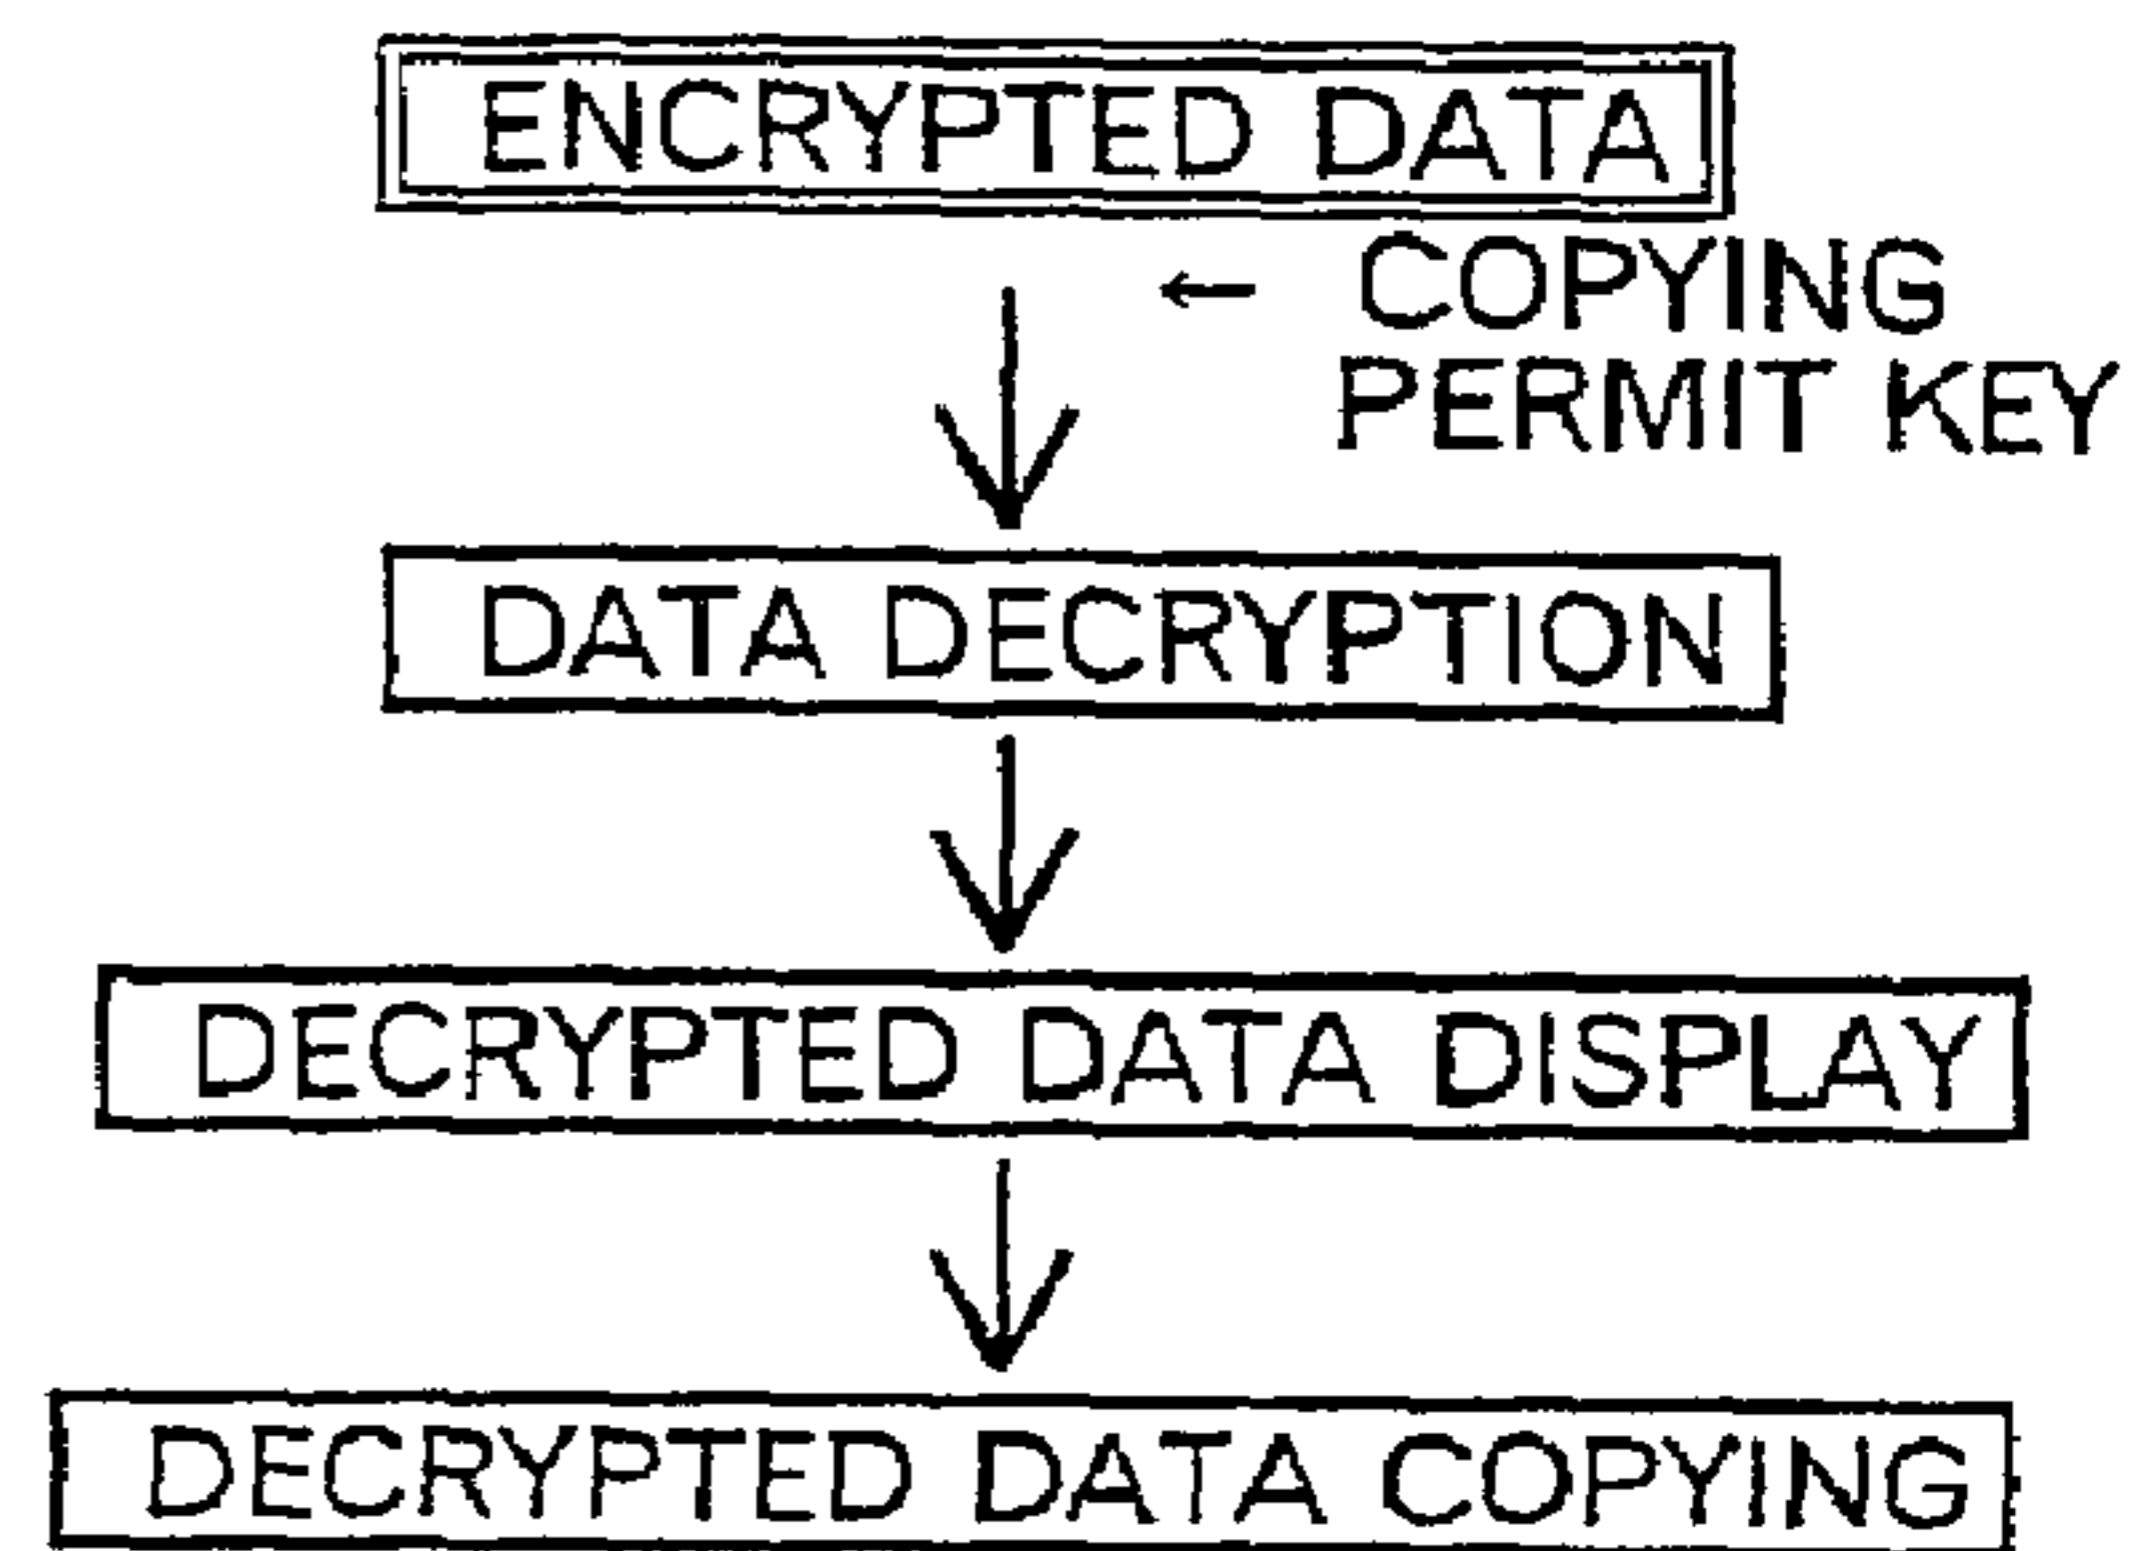 ENCRYPTED DATA
← COPYING
PERMIT KEY
DATA DECRYPTION
DECRYPTED DATA DISPLAY
DECRYPTED DATA COPYING